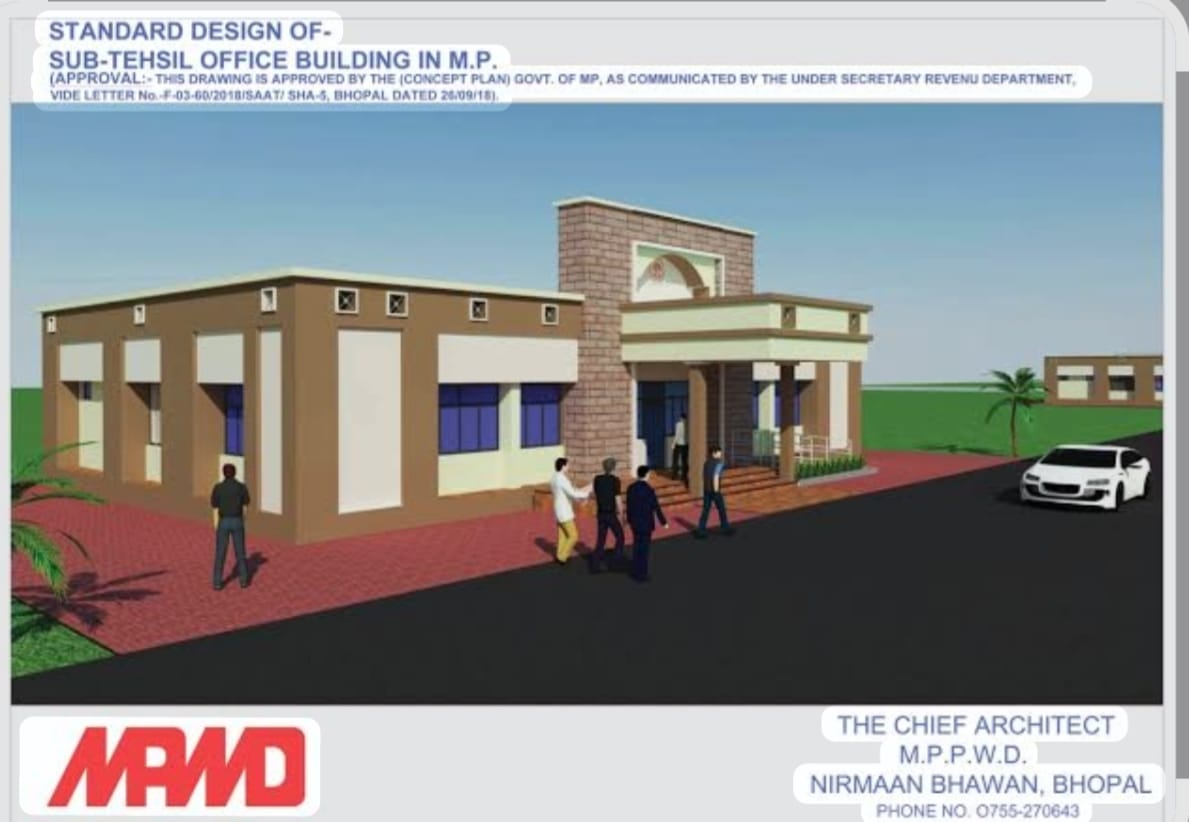 STANDARD DESIGN OF-
SUB-TEHSIL OFFICE BUILDING IN M.P.
(APPROVAL:- THIS DRAWING IS APPROVED BY THE (CONCEPT PLAN) GOVT. OF MP, AS COMMUNICATED BY THE UNDER SECRETARY REVENU DEPARTMENT,
VIDE LETTER No.-F-03-60/2018/SAAT/ SHA-5, BHOPAL DATED 26/09/18).
MPWD
THE CHIEF ARCHITECT
M.P.P.W.D.
NIRMAAN BHAWAN, BHOPAL
PHONE NO. O755-270643